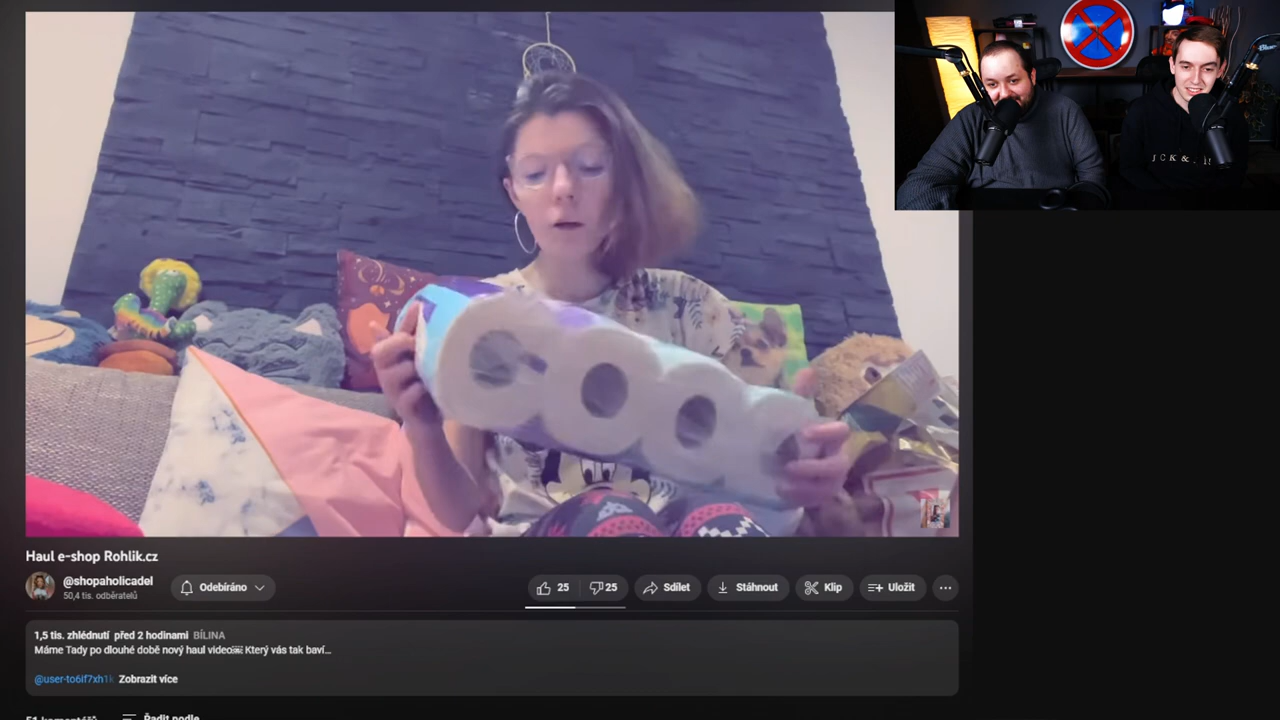 Haul e-shop Rohlik.cz
@shopaholicadel
50,4 tis. odběratelů
Odebíráno
25
25
Sdílet
Stáhnout
Klip
Uložit
1,5 tis. zhlédnutí před 2 hodinami BÍLINA
Máme Tady po dlouhé době nový haul video Který vás tak baví...
Zobrazit více
51 komentářů
Řadit podle